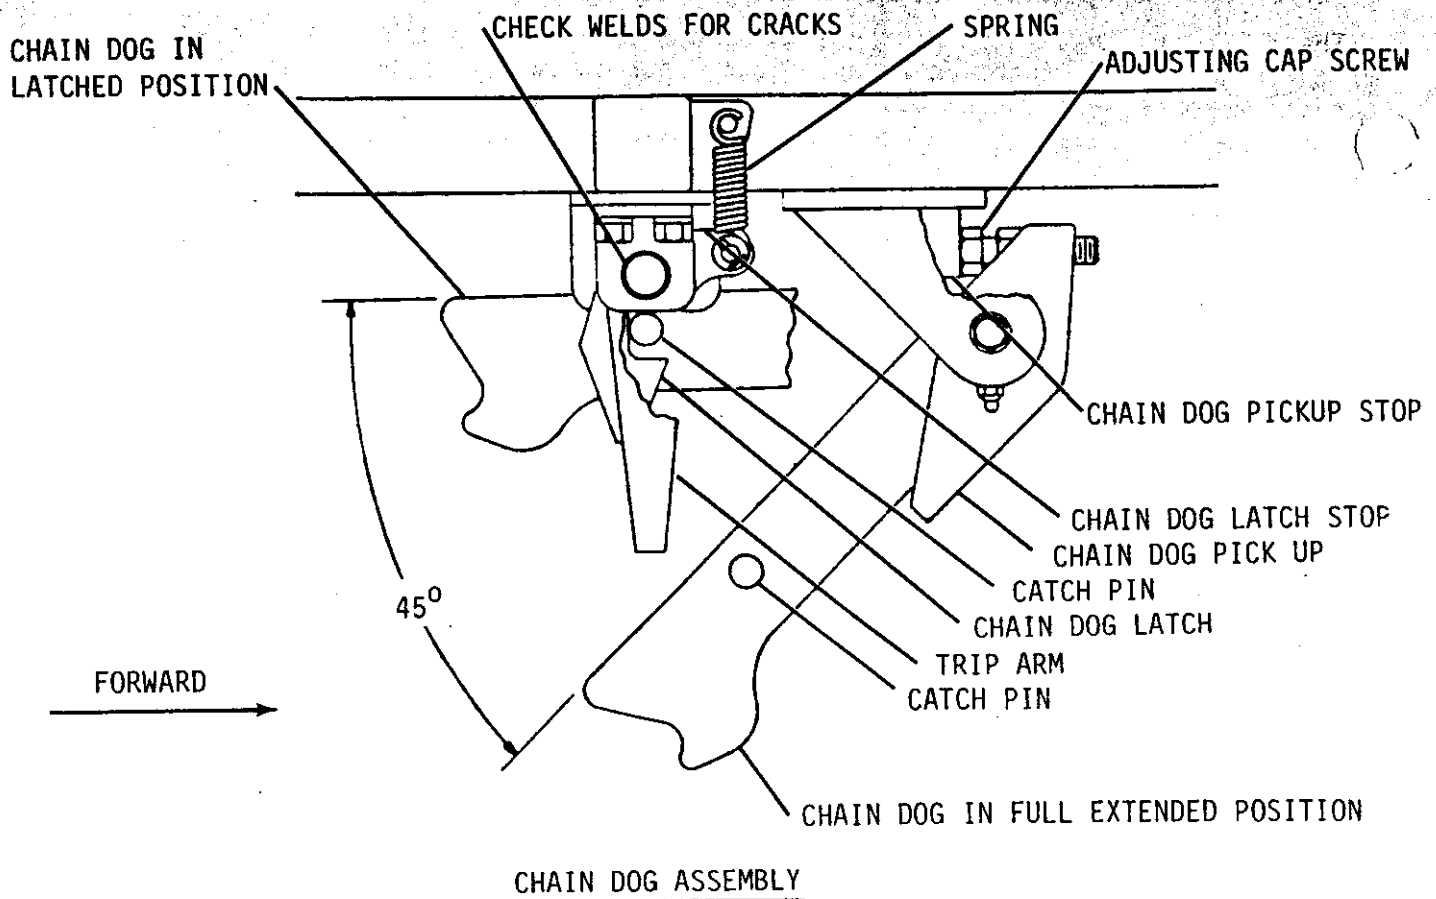 CHECK WELDS FOR CRACKS
SPRING
CHAIN DOG IN
LATCHED POSITION
ADJUSTING CAP SCREW
CHAIN DOG PICKUP STOP
CHAIN DOG LATCH STOP
CHAIN DOG PICK UP
CATCH PIN
CHAIN DOG LATCH
TRIP ARM
CATCH PIN
45°
FORWARD
CHAIN DOG IN FULL EXTENDED POSITION
CHAIN DOG ASSEMBLY